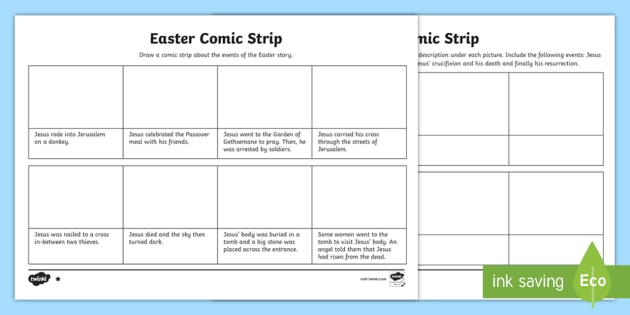 Easter Comic Strip
Draw a comic strip about the events of the Easter story.
Jesus rode into Jerusalem
on a donkey.
Jesus celebrated the Passover
meal with his friends.
Jesus went to the Garden of
Gethsemane to pray. Then, he
was arrested by soldiers.
Jesus carried his cross
through the streets of
Jerusalem.
Jesus was nailed to a cross
in-between two thieves.
Jesus died and the sky then
turned dark.
Jesus' body was buried in a
tomb and a big stone was
placed across the entrance.
Some women went to the
tomb to visit Jesus' body. An
angel told them that Jesus
had risen from the dead.
twinkl
mic Strip
description under each picture. Include the following events: Jesus
esus' crucifixion and his death and finally his resurrection.
ink saving
Eco